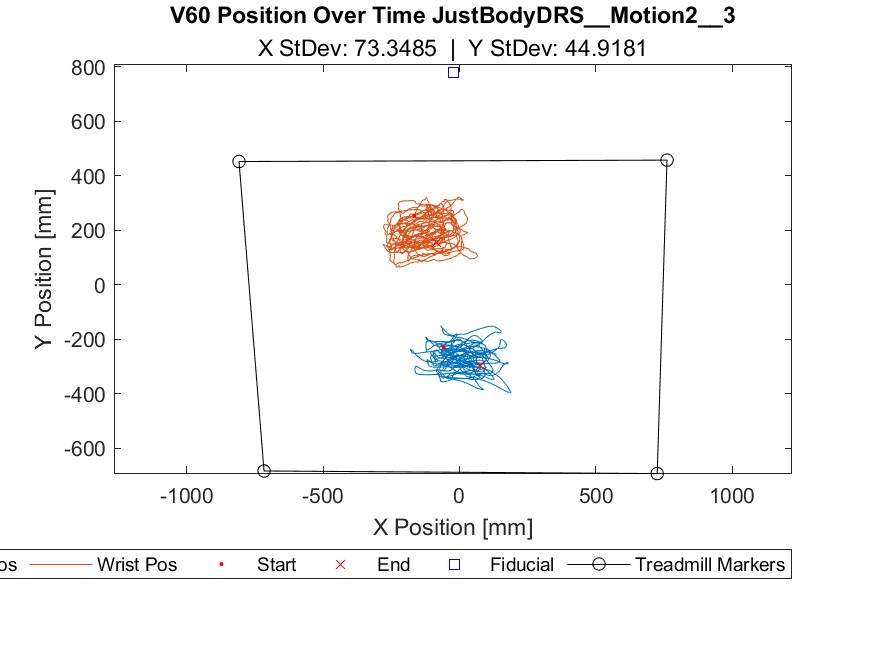 V60 Position Over Time JustBodyDRS__Motion2__3
X StDev: 73.3485 | Y StDev: 44.9181
800
600
400
200
0
-200
-400
-600
Y Position [mm]
-1000 -500 0 500 1000
X Position [mm]
os Wrist Pos Start End Fiducial Treadmill Markers